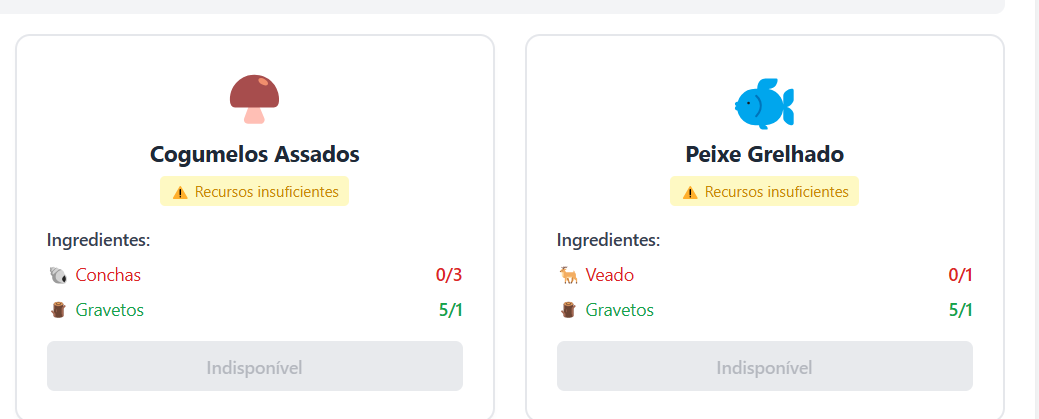 Cogumelos Assados
Recursos insuficientes
Ingredientes:
Conchas 0/3
Gravetos 5/1
Indisponível
Peixe Grelhado
Recursos insuficientes
Ingredientes:
Veado 0/1
Gravetos 5/1
Indisponível